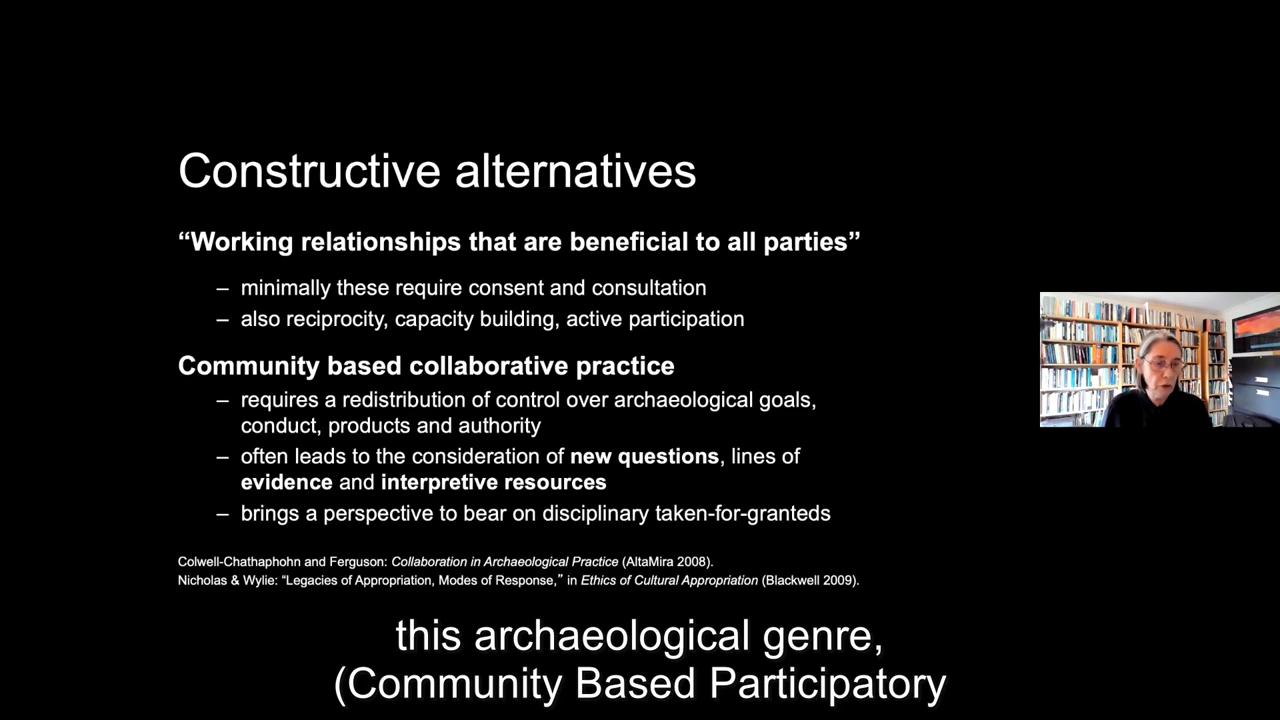 Constructive alternatives
“Working relationships that are beneficial to all parties”
– minimally these require consent and consultation
– also reciprocity, capacity building, active participation
Community based collaborative practice
– requires a redistribution of control over archaeological goals,
conduct, products and authority
– often leads to the consideration of new questions, lines of
evidence and interpretive resources
– brings a perspective to bear on disciplinary taken-for-granteds
Colwell-Chathaphohn and Ferguson: Collaboration in Archaeological Practice (AltaMira 2008).
Nicholas & Wylie: “Legacies of Appropriation, Modes of Response,” in Ethics of Cultural Appropriation (Blackwell 2009).
this archaeological genre,
(Community Based Participatory